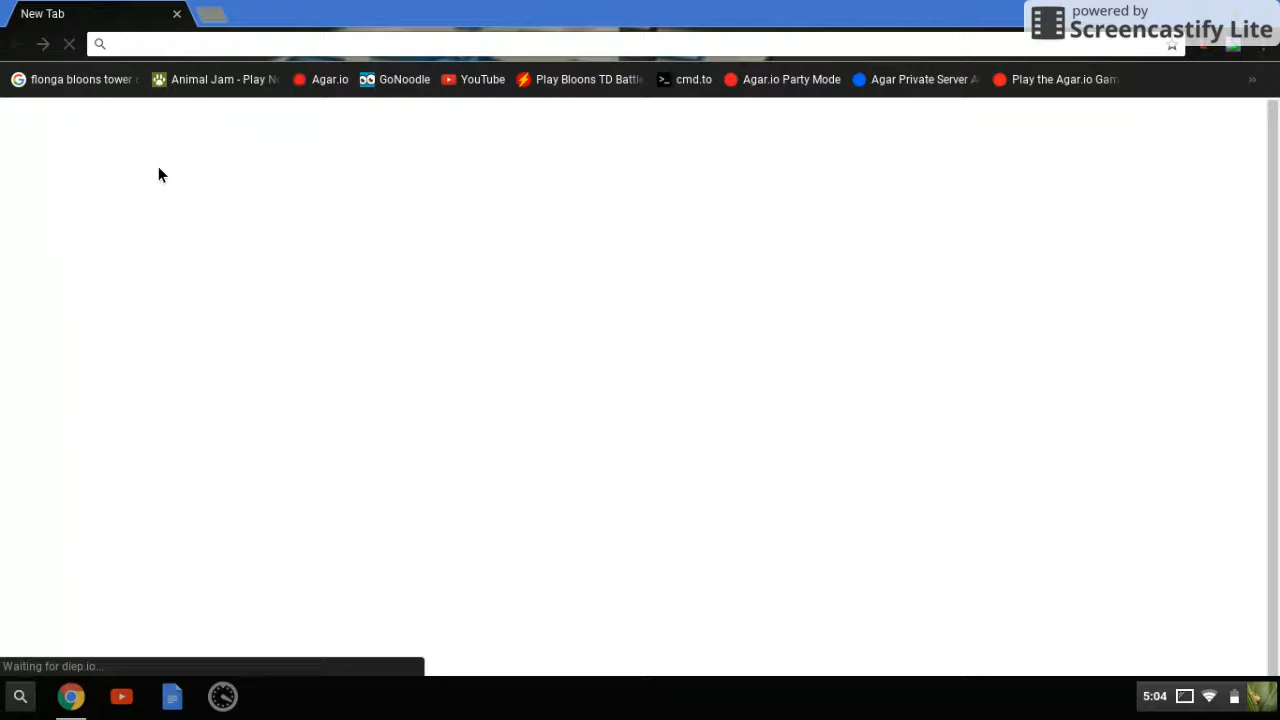 New Tab
powered by
Screencastify Lite
flonga bloons tower
Animal Jam - Play N
Agar.io
GoNoodle
YouTube
Play Bloons TD Battl
cmd.to
Agar.io Party Mode
Agar Private Server A
Play the Agar.io Gam
»
Waiting for diep.io...
5:04